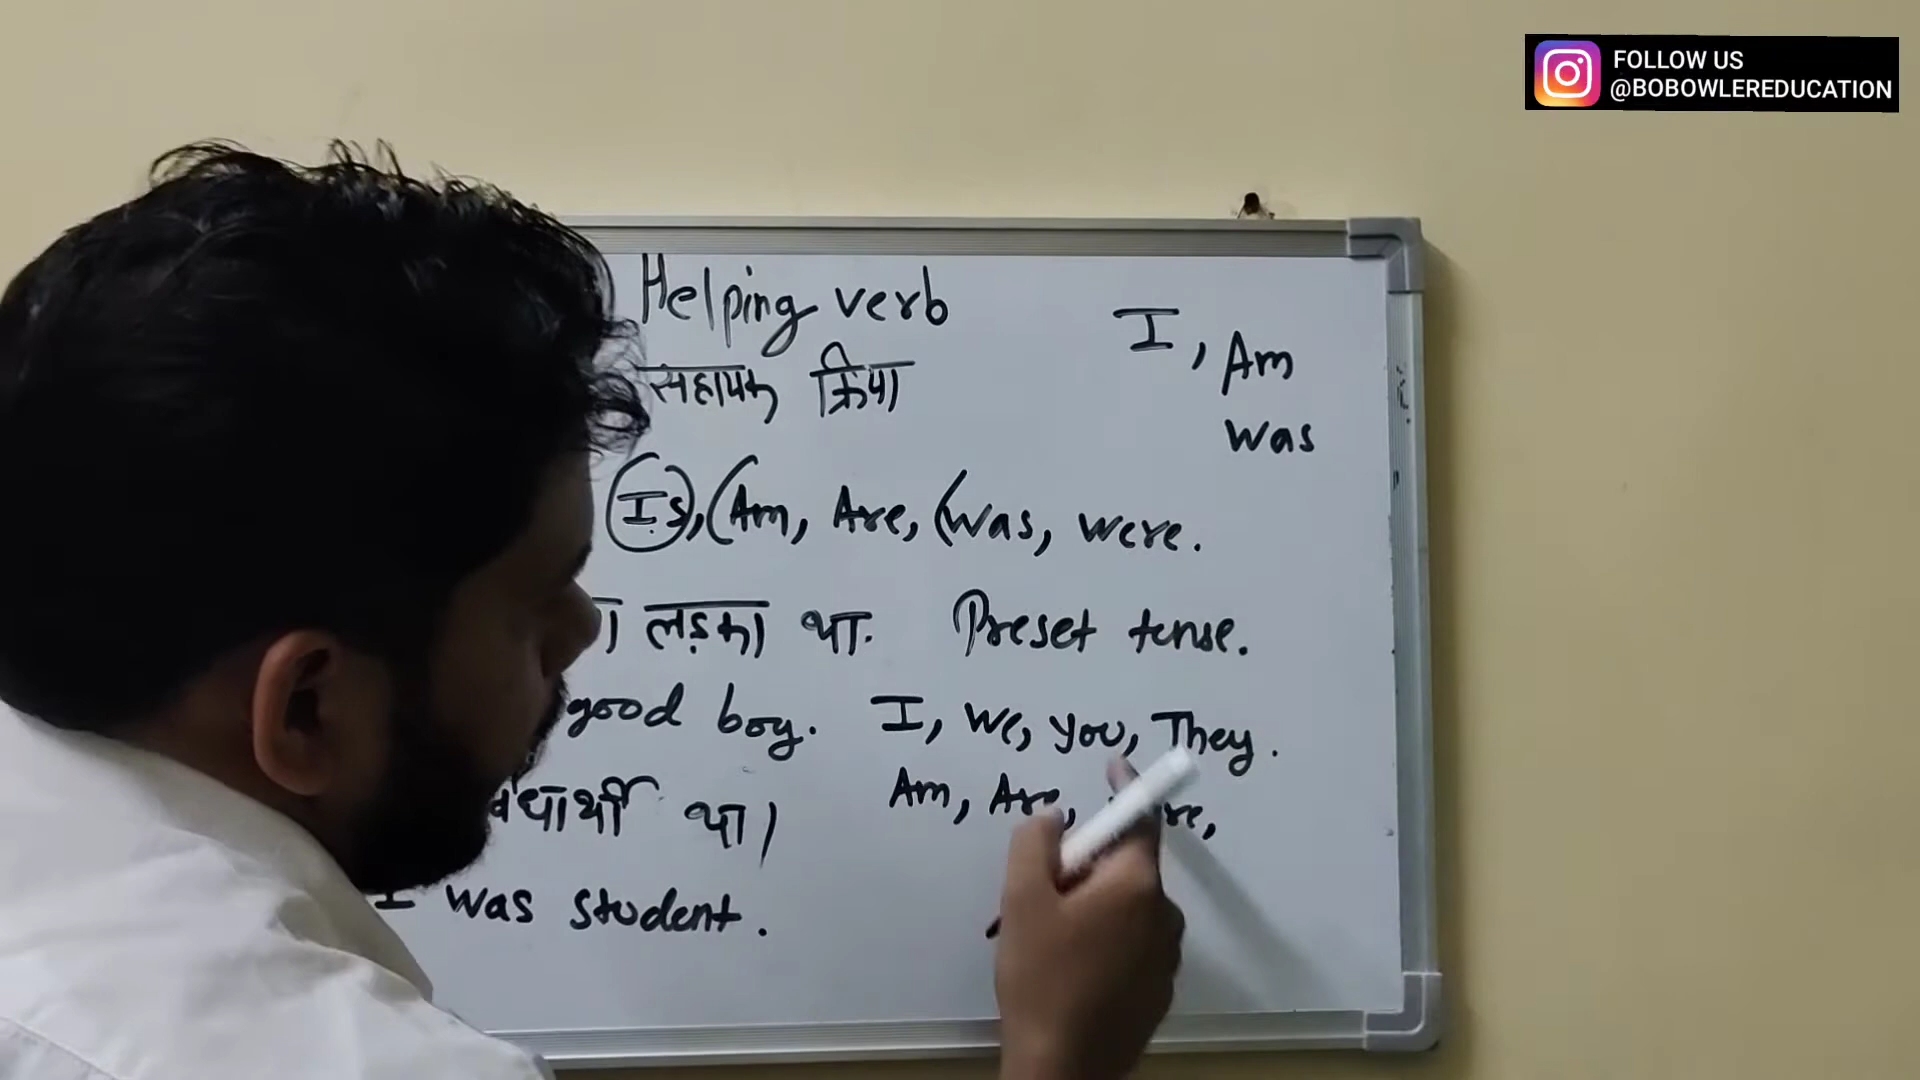 FOLLOW US
@BOBOWLEREDUCATION
Helping verb
सहायक क्रिया
I, Am
was
Is, (Am, Are, (was, were.
लड़का था. Preset tense.
good boy. I, We, you, They.
था। Am, Are,
I was student.